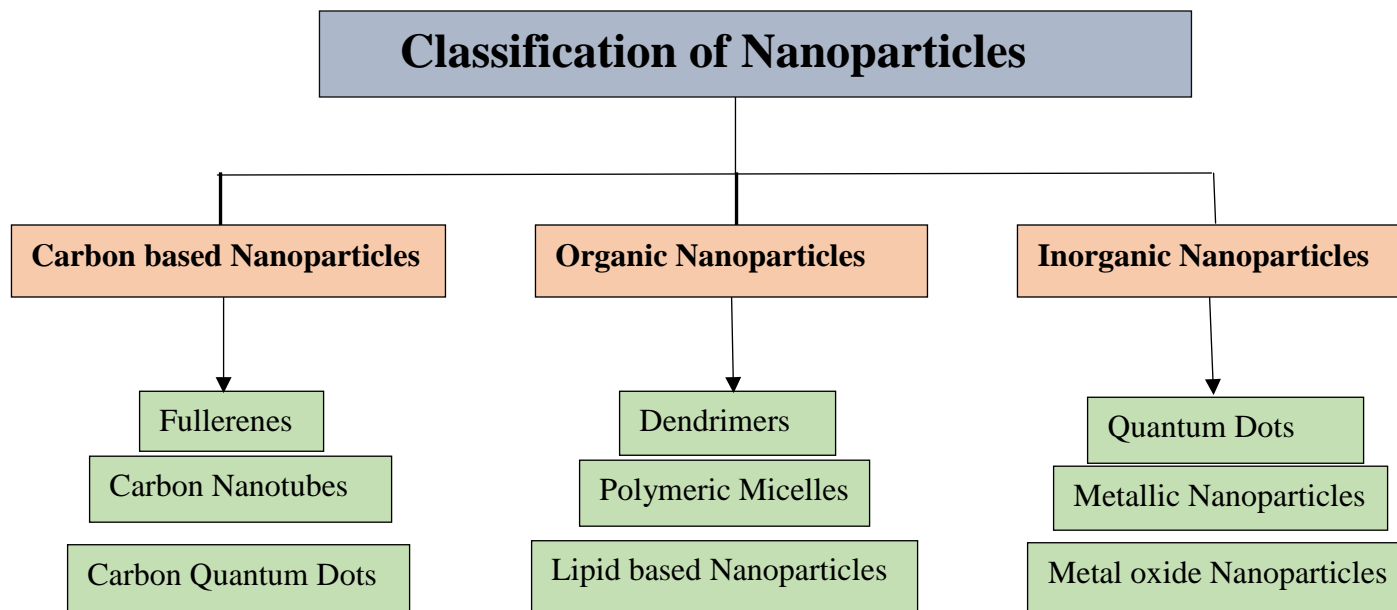 Classification of Nanoparticles
Carbon based Nanoparticles
Organic Nanoparticles
Inorganic Nanoparticles
Fullerenes
Carbon Nanotubes
Carbon Quantum Dots
Dendrimers
Polymeric Micelles
Lipid based Nanoparticles
Quantum Dots
Metallic Nanoparticles
Metal oxide Nanoparticles